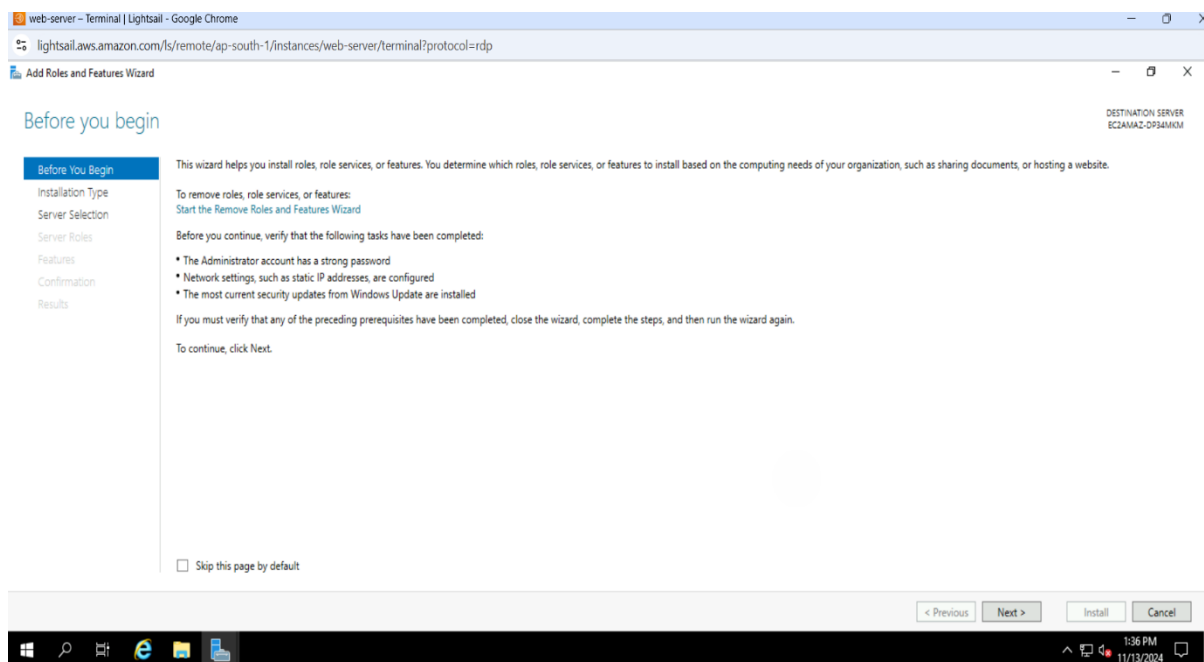 web-server – Terminal | Lightsail - Google Chrome
lightsail.aws.amazon.com/ls/remote/ap-south-1/instances/web-server/terminal?protocol=rdp
Add Roles and Features Wizard
Before you begin
DESTINATION SERVER
EC2AMAZ-DP34MKM
Before You Begin
Installation Type
Server Selection
Server Roles
Features
Confirmation
Results
This wizard helps you install roles, role services, or features. You determine which roles, role services, or features to install based on the computing needs of your organization, such as sharing documents, or hosting a website.
To remove roles, role services, or features:
Start the Remove Roles and Features Wizard
Before you continue, verify that the following tasks have been completed:
• The Administrator account has a strong password
• Network settings, such as static IP addresses, are configured
• The most current security updates from Windows Update are installed
If you must verify that any of the preceding prerequisites have been completed, close the wizard, complete the steps, and then run the wizard again.
To continue, click Next.
Skip this page by default
< Previous
Next >
Install
Cancel
1:36 PM
11/13/2024